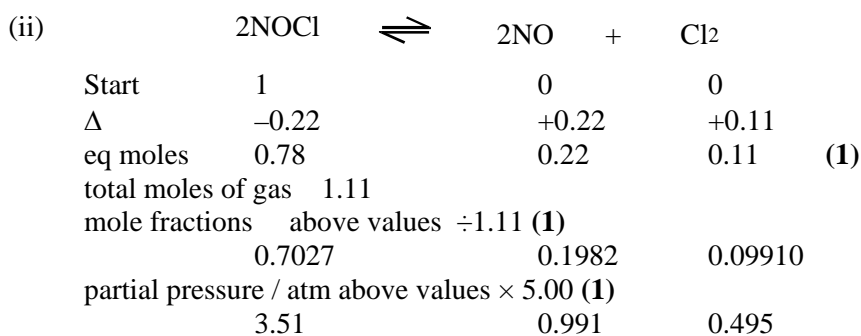 (ii) 2NOCl ⇌ 2NO + Cl2
Start 1 0 0
Δ –0.22 +0.22 +0.11
eq moles 0.78 0.22 0.11 (1)
total moles of gas 1.11
mole fractions above values ÷1.11 (1)
0.7027 0.1982 0.09910
partial pressure / atm above values × 5.00 (1)
3.51 0.991 0.495